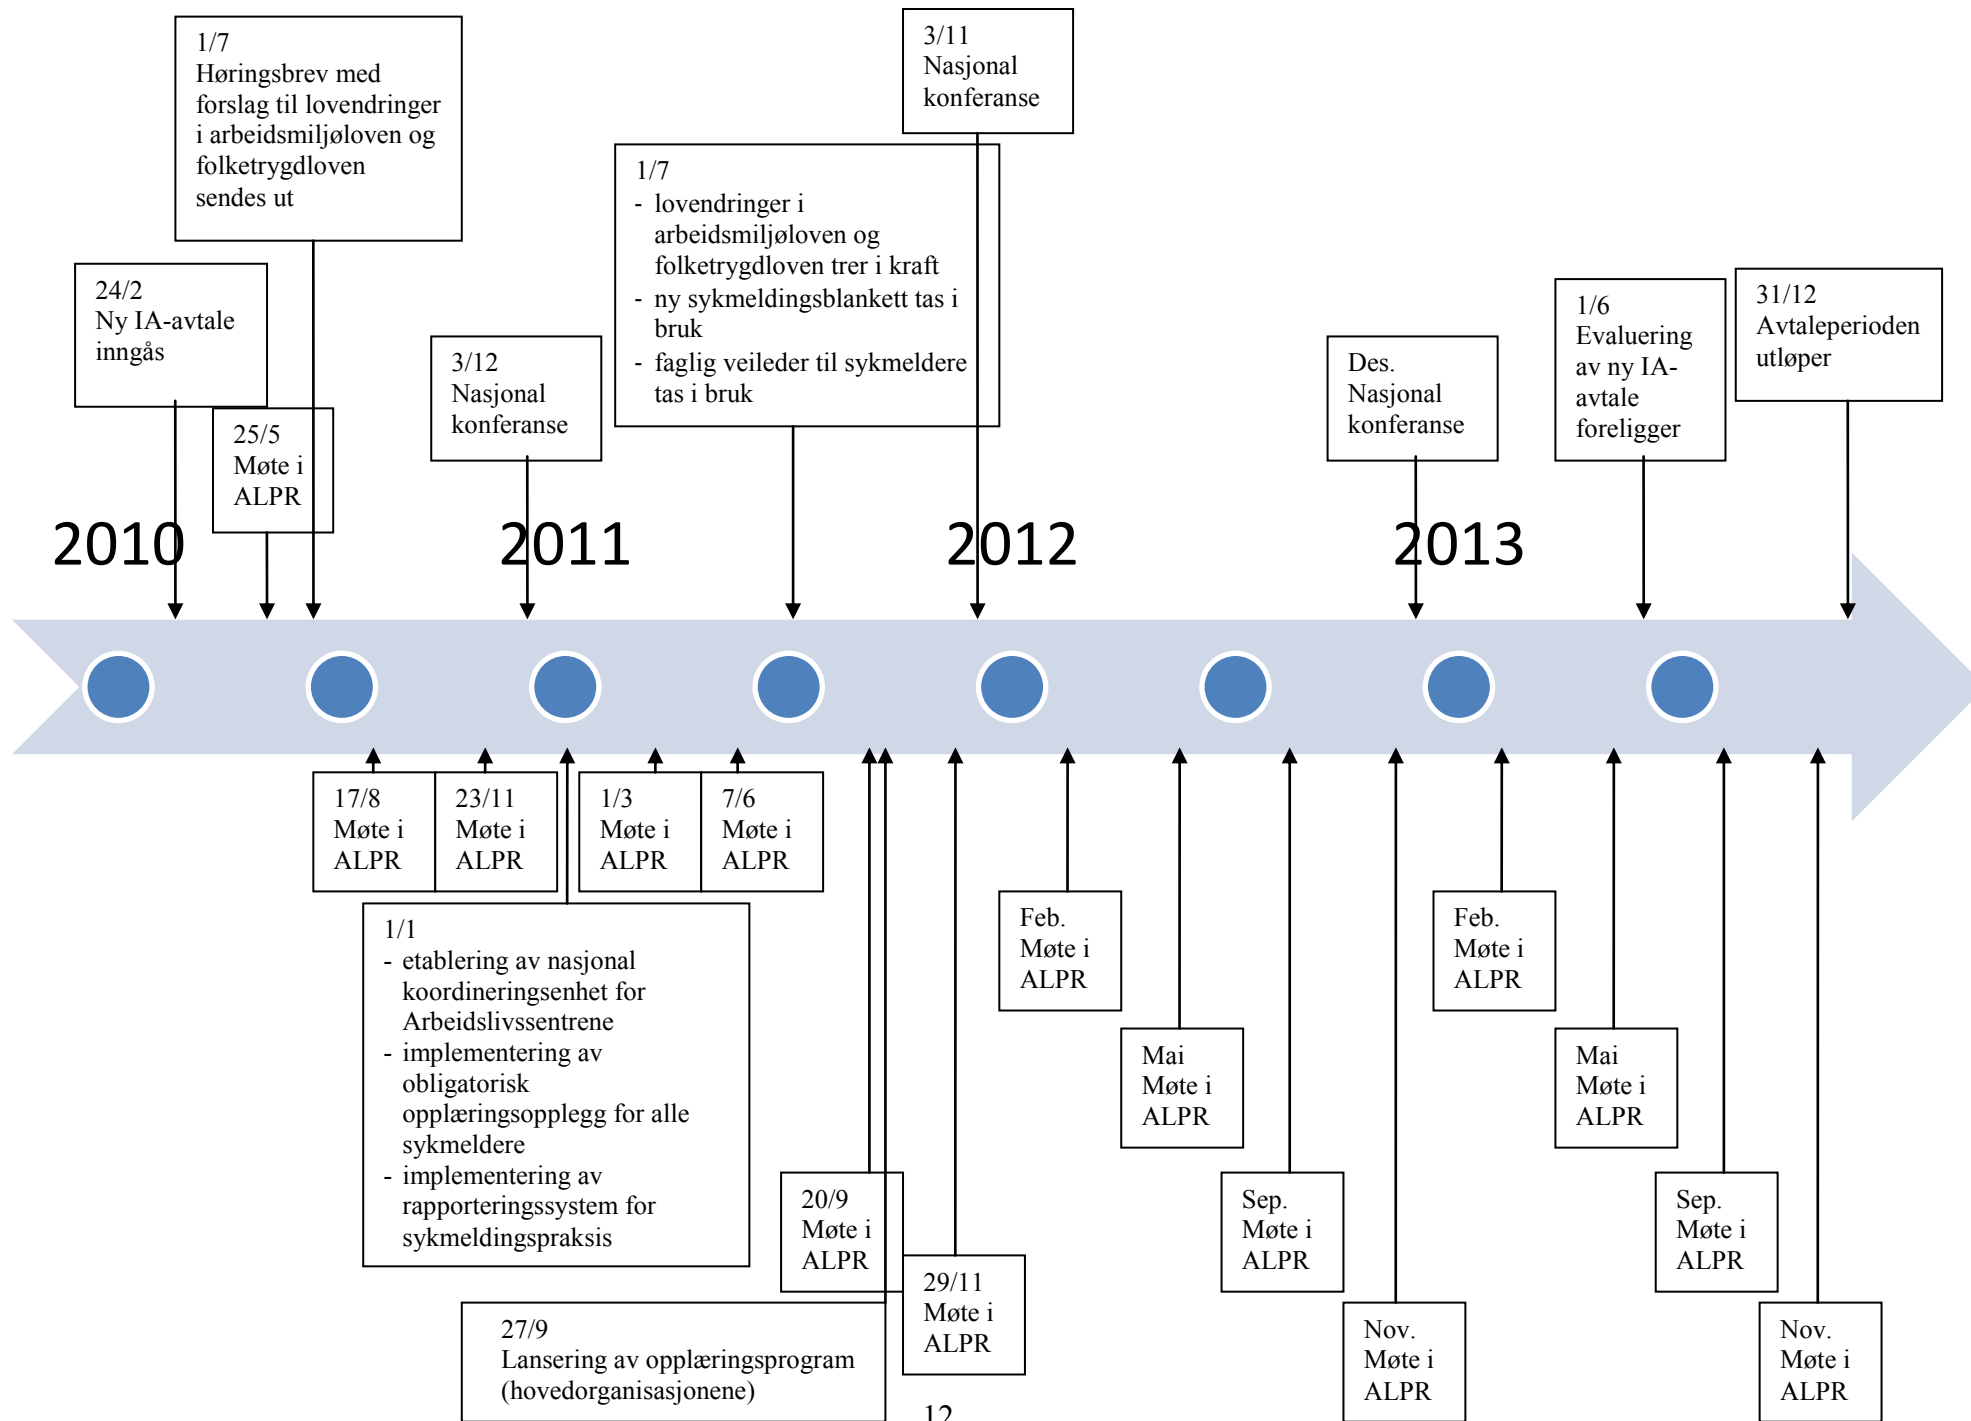 1/7
Høringsbrev med
forslag til lovendringer
i arbeidsmiljøloven og
folketrygdloven
sendes ut
3/11
Nasjonal
konferanse
1/7
- lovendringer i
arbeidsmiljøloven og
folketrygdloven trer i kraft
- ny sykmeldingsblankett tas i
bruk
- faglig veileder til sykmeldere
tas i bruk
24/2
Ny IA-avtale
inngås
25/5
Møte i
ALPR
3/12
Nasjonal
konferanse
Des.
Nasjonal
konferanse
1/6
Evaluering
av ny IA-
avtale
foreligger
31/12
Avtaleperioden
utløper
2010
2011
2012
2013
17/8
Møte i
ALPR
23/11
Møte i
ALPR
1/3
Møte i
ALPR
7/6
Møte i
ALPR
1/1
- etablering av nasjonal
koordineringsenhet for
Arbeidslivssentrene
- implementering av
obligatorisk
opplæringsopplegg for alle
sykmeldere
- implementering av
rapporteringssystem for
sykmeldingspraksis
20/9
Møte i
ALPR
27/9
Lansering av opplæringsprogram
(hovedorganisasjonene)
29/11
Møte i
ALPR
Feb.
Møte i
ALPR
Mai
Møte i
ALPR
Sep.
Møte i
ALPR
Nov.
Møte i
ALPR
Feb.
Møte i
ALPR
Mai
Møte i
ALPR
Sep.
Møte i
ALPR
Nov.
Møte i
ALPR
12